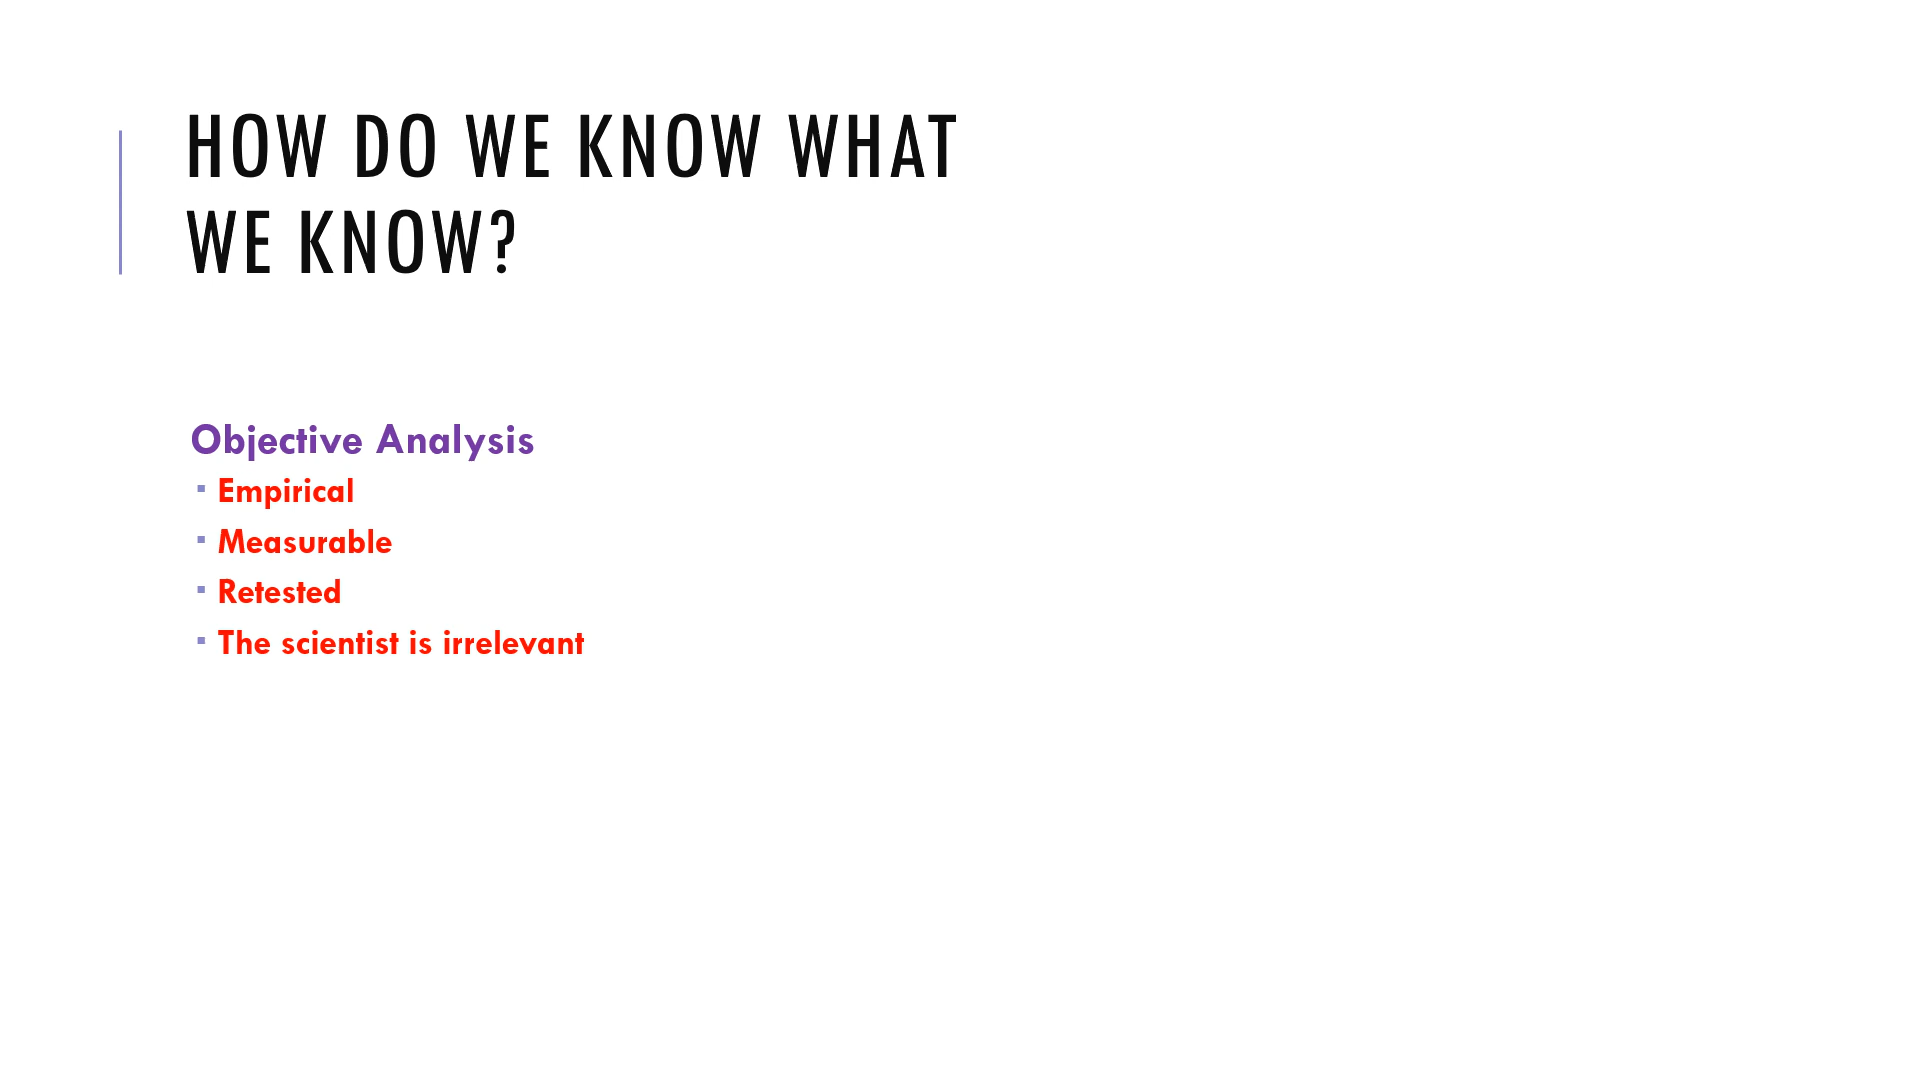 HOW DO WE KNOW WHAT
WE KNOW?
Objective Analysis
▪ Empirical
▪ Measurable
▪ Retested
▪ The scientist is irrelevant